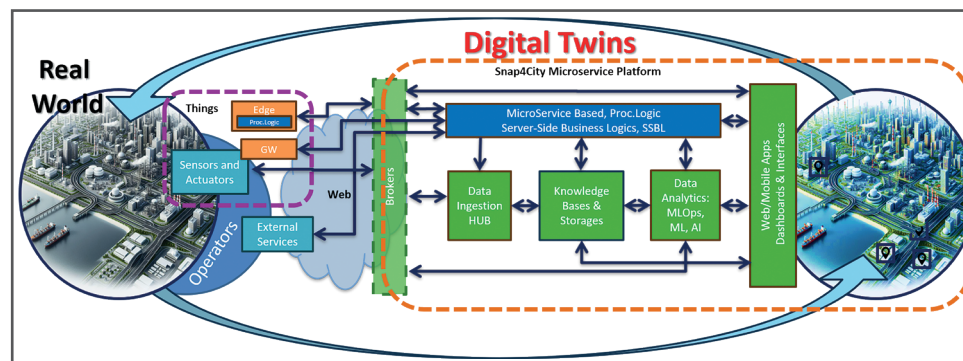 Digital Twins
Snap4City Microservice Platform
Real
World
Things
Edge
Proc.Logic
GW
Sensors and
Actuators
Operators
External
Services
Web
Brokers
MicroService Based, Proc.Logic
Server-Side Business Logics, SSBL
Data
Ingestion
HUB
Knowledge
Bases &
Storages
Data
Analytics:
MLOps,
ML, AI
Web/Mobile Apps
Dashboards & Interfaces